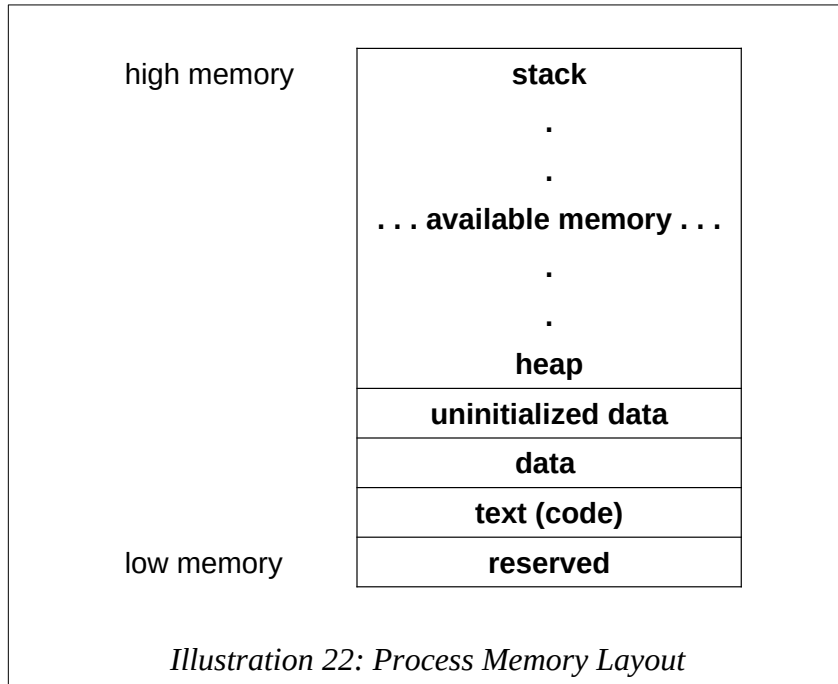 high memory stack
.
.
. . . available memory . . .
.
.
heap
uninitialized data
data
text (code)
low memory reserved
Illustration 22: Process Memory Layout